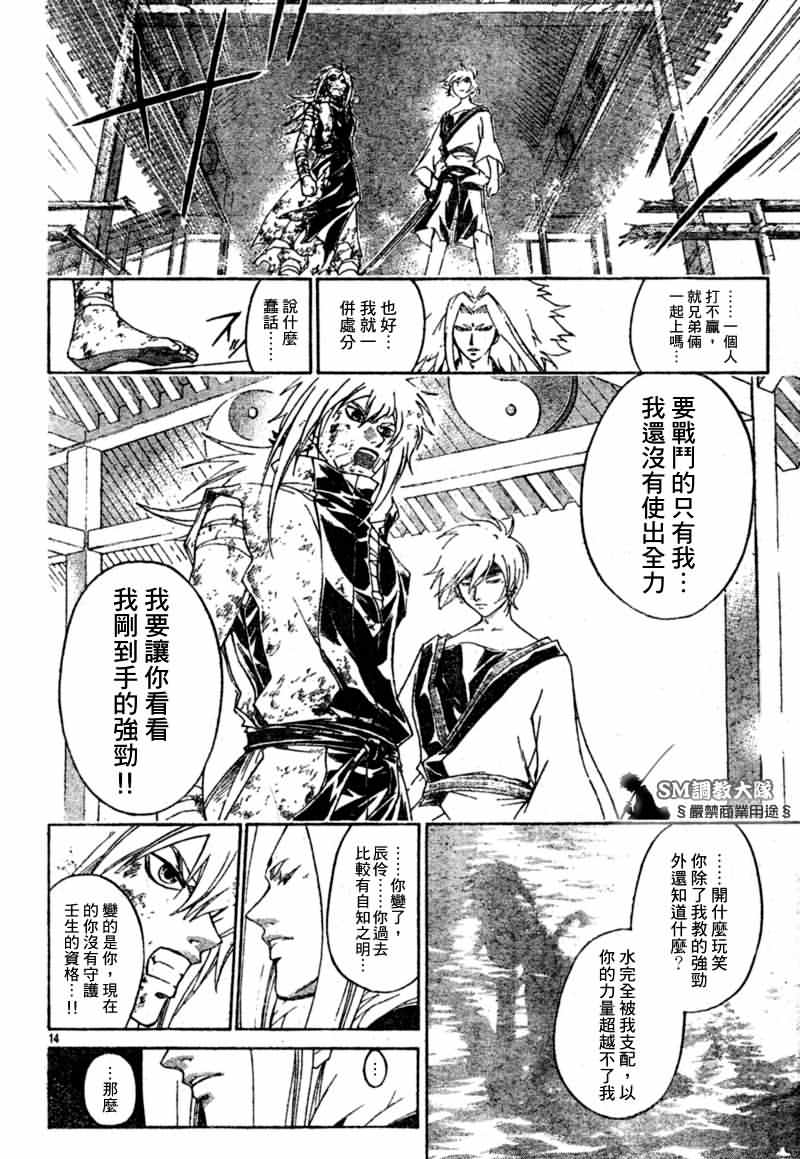 ……一個人
打不贏，
就兄弟倆
一起上嗎…
也好…
我就一
併處分
說什麼
蠢話…
要戰鬥的只有我…
我還沒有使出全力
我要讓你看看
我剛到手的強勁!!
SM調教大隊
§嚴禁商業用途§
……開什麼玩笑
你除了我教的強勁
外還知道什麼？
水完全被我支配，以
你的力量超越不了我
……你變了，
辰伶……你過去
比較有自知之明…
變的是你，現在
的你沒有守護
壬生的資格…!!
…
…那麼
14